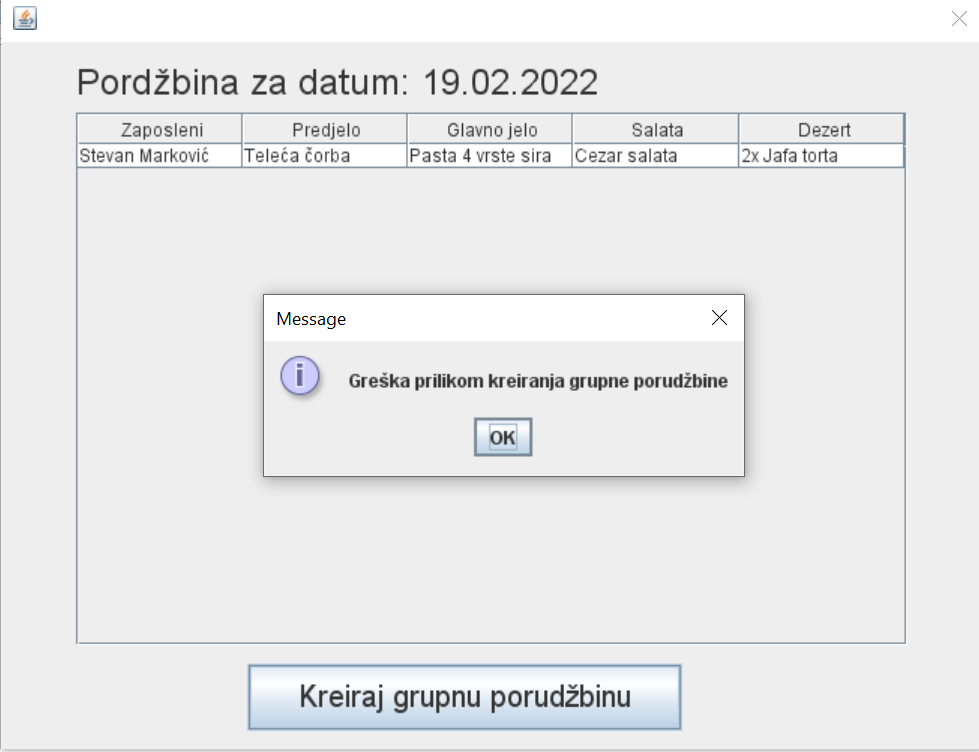 Pordžbina za datum: 19.02.2022
Zaposleni Predjelo Glavno jelo Salata Dezert
Stevan Marković Teleća čorba Pasta 4 vrste sira Cezar salata 2x Jafa torta
Message
i
Greška prilikom kreiranja grupne porudžbine
OK
Kreiraj grupnu porudžbinu